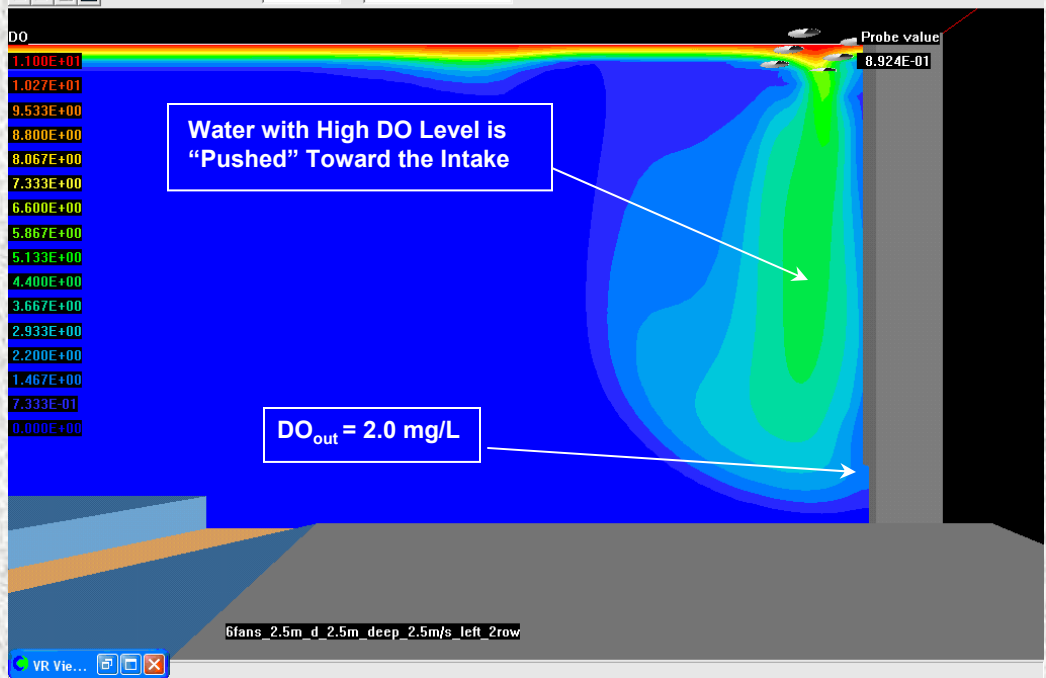 DO
Probe value
1.100E+01
8.924E-01
1.027E+01
9.533E+00
8.800E+00
8.067E+00
7.333E+00
6.600E+00
5.867E+00
5.133E+00
4.400E+00
3.667E+00
2.933E+00
2.200E+00
1.467E+00
7.333E-01
0.000E+00
Water with High DO Level is
“Pushed” Toward the Intake
DOout = 2.0 mg/L
6fans_2.5m_d_2.5m_deep_2.5m/s_left_2row
VR Vie...